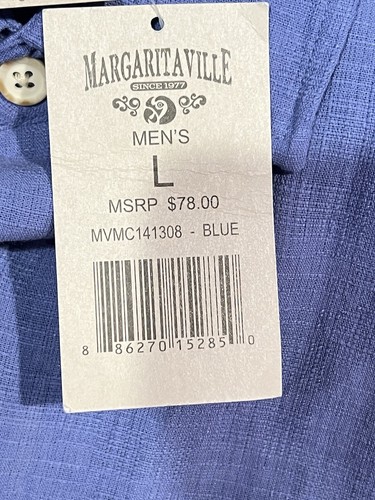 MARGARITAVILLE
SINCE 1977
MEN'S
L
MSRP $78.00
MVMC141308 - BLUE
8 86270 15285 0